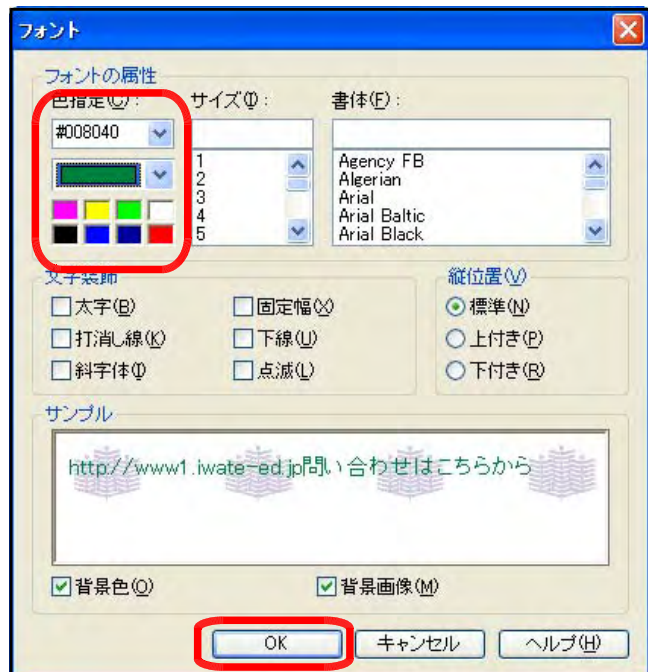 フォント
フォントの属性
色指定(C): サイズ(I): 書体(F):
#008040
1
2
3
4
5
Agency FB
Algerian
Arial
Arial Baltic
Arial Black
文字装飾
太字(B) 固定幅(X)
打消し線(K) 下線(U)
斜字体(I) 点滅(L)
縦位置(V)
標準(N)
上付き(P)
下付き(R)
サンプル
http://www1.iwate-ed.jp問い合わせはこちらから
背景色(O) 背景画像(M)
OK キャンセル ヘルプ(H)